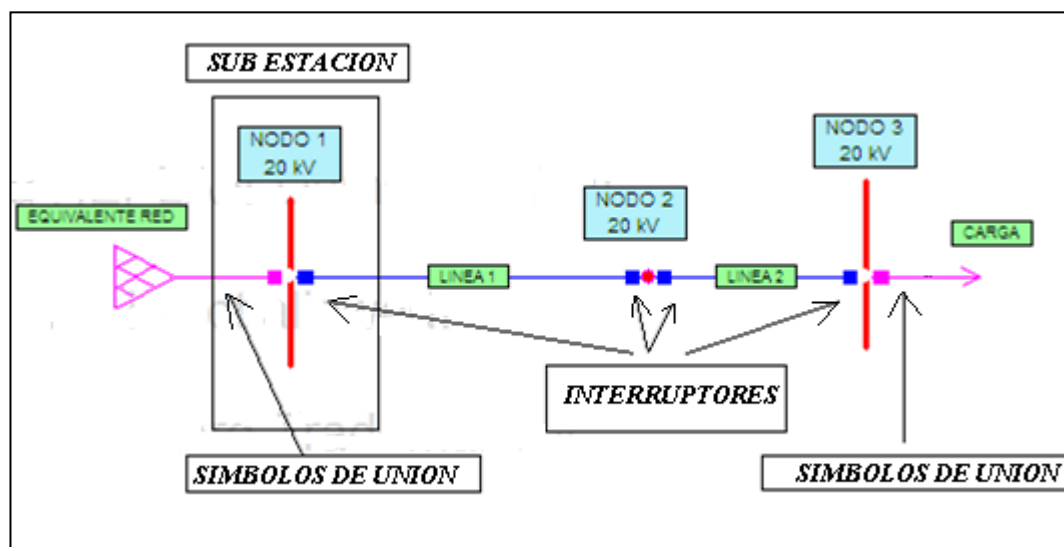 SUB ESTACION
NODO 1
20 kV
NODO 3
20 kV
NODO 2
20 kV
EQUIVALENTE RED
CARGA
LINEA 1
LINEA 2
INTERRUPTORES
SIMBOLOS DE UNION
SIMBOLOS DE UNION